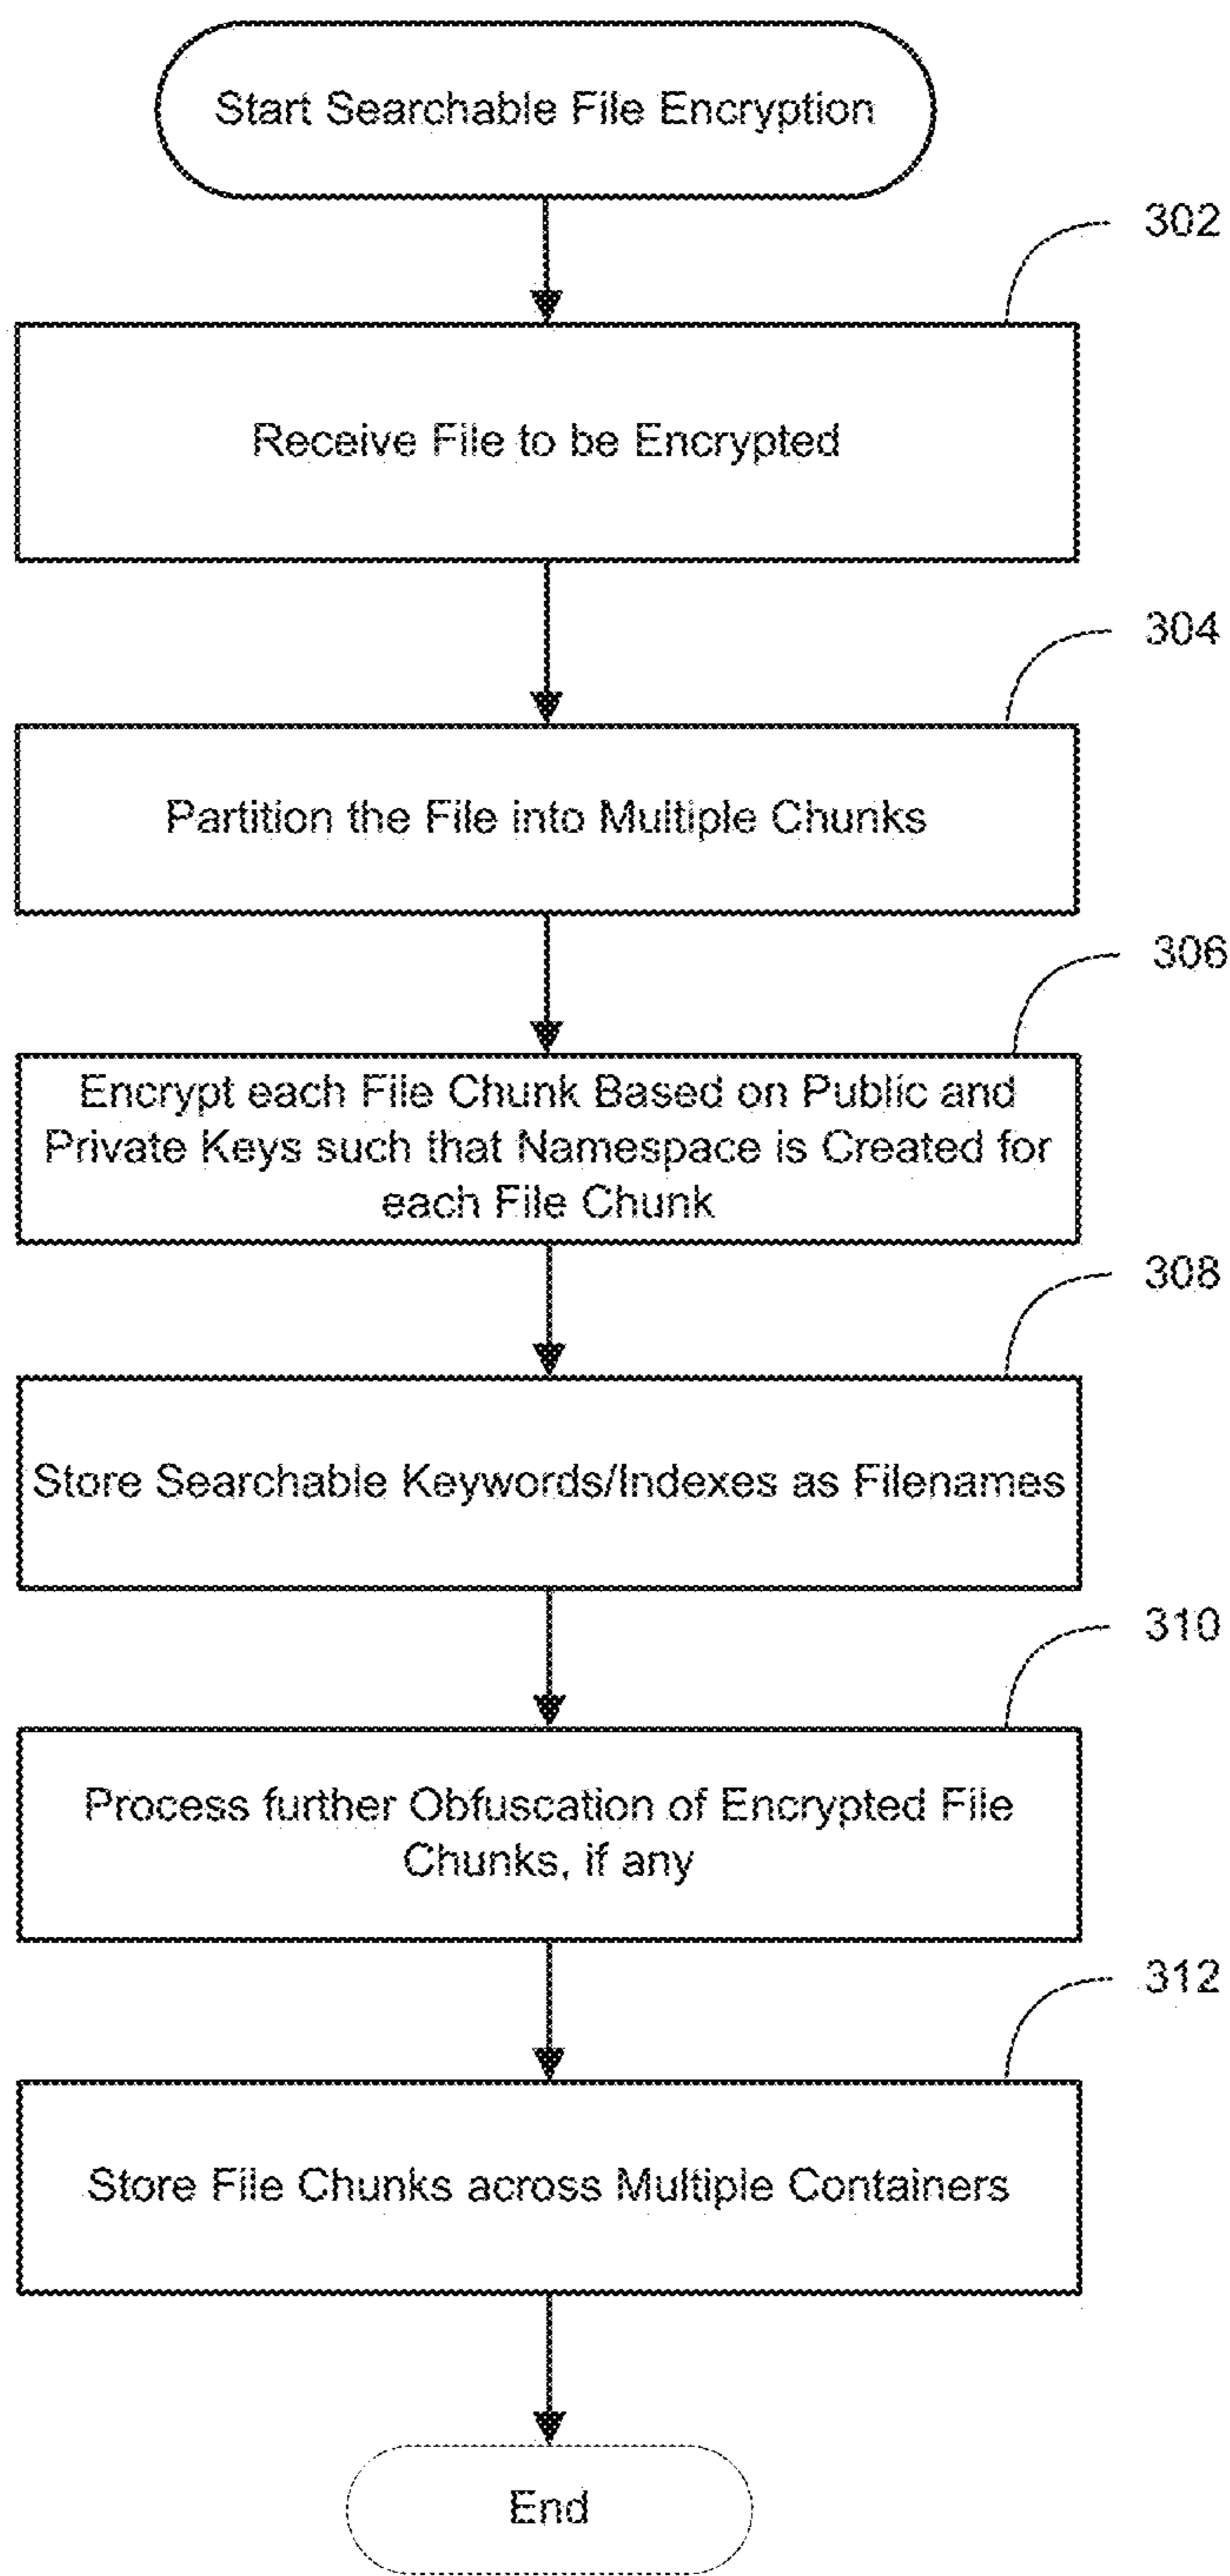 Start Searchable File Encryption
302
Receive File to be Encrypted
304
Partition the File into Multiple Chunks
306
Encrypt each File Chunk Based on Public and
Private Keys such that Namespace is Created for
each File Chunk
308
Store Searchable Keywords/Indexes as Filenames
310
Process further Obfuscation of Encrypted File
Chunks, if any
312
Store File Chunks across Multiple Containers
End